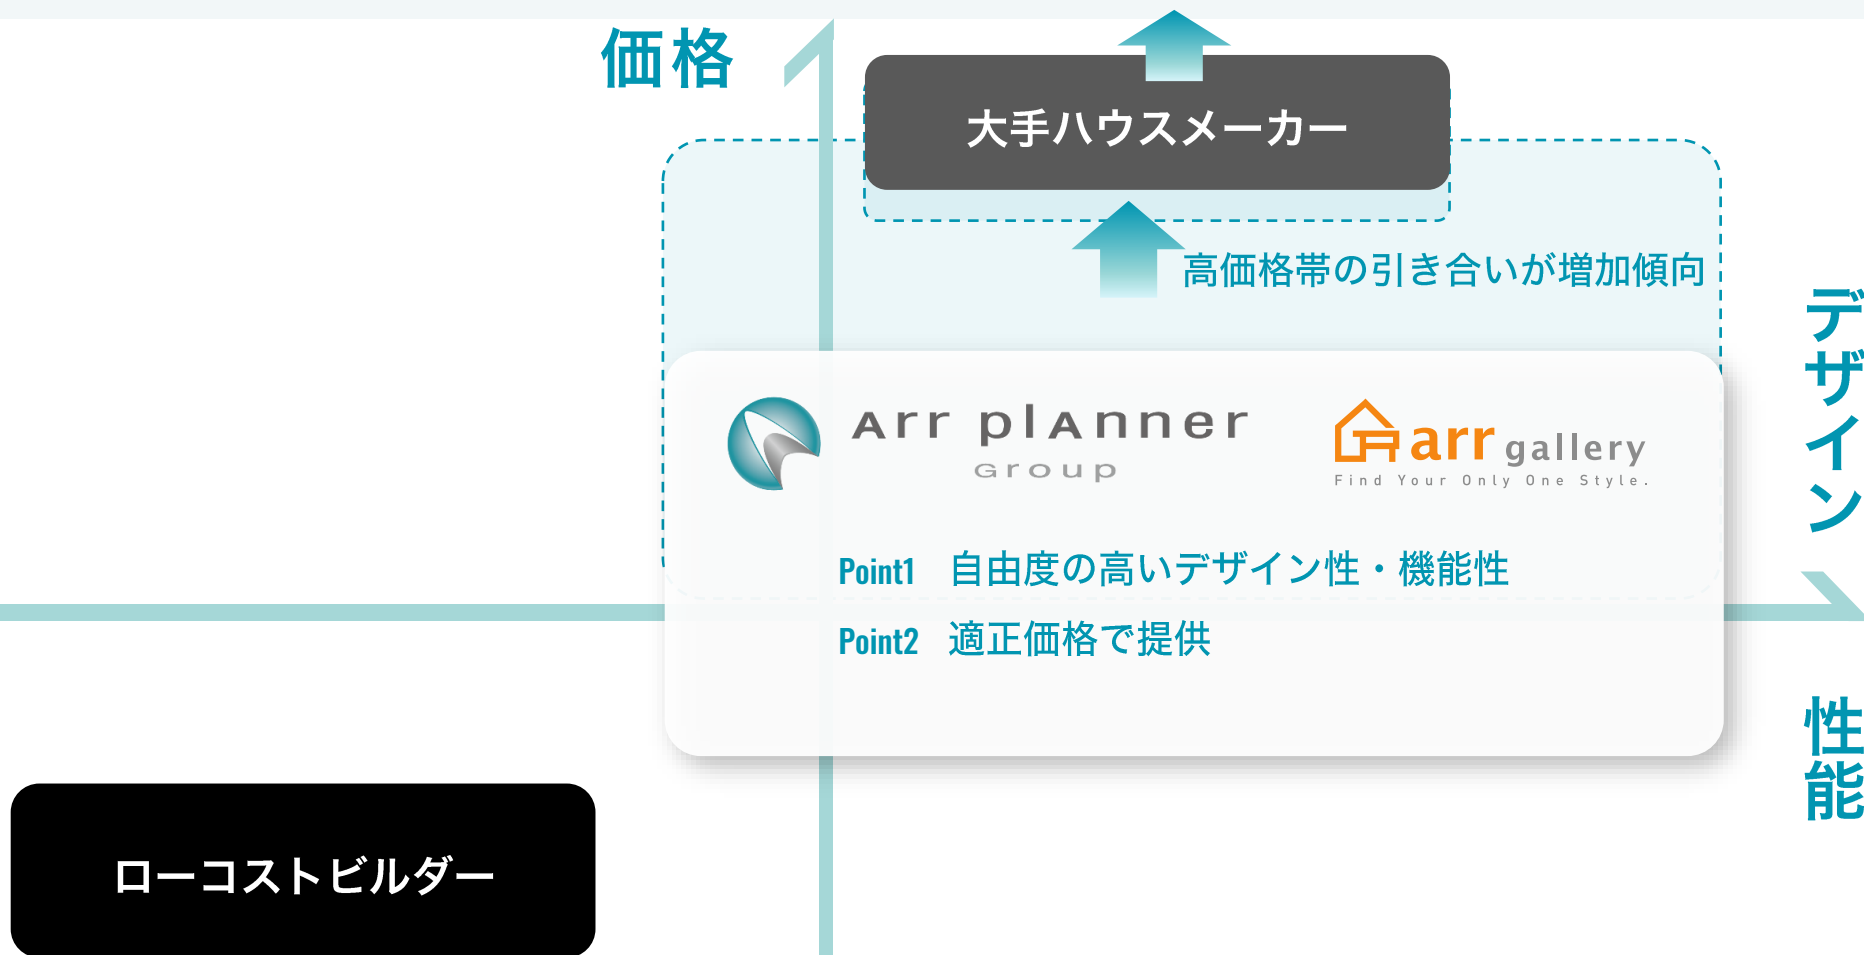 価格
大手ハウスメーカー
高価格帯の引き合いが増加傾向
デザイン
Arr plAnner
Group
arr gallery
Find Your Only One Style.
Point1 自由度の高いデザイン性・機能性
Point2 適正価格で提供
性能
ローコストビルダー